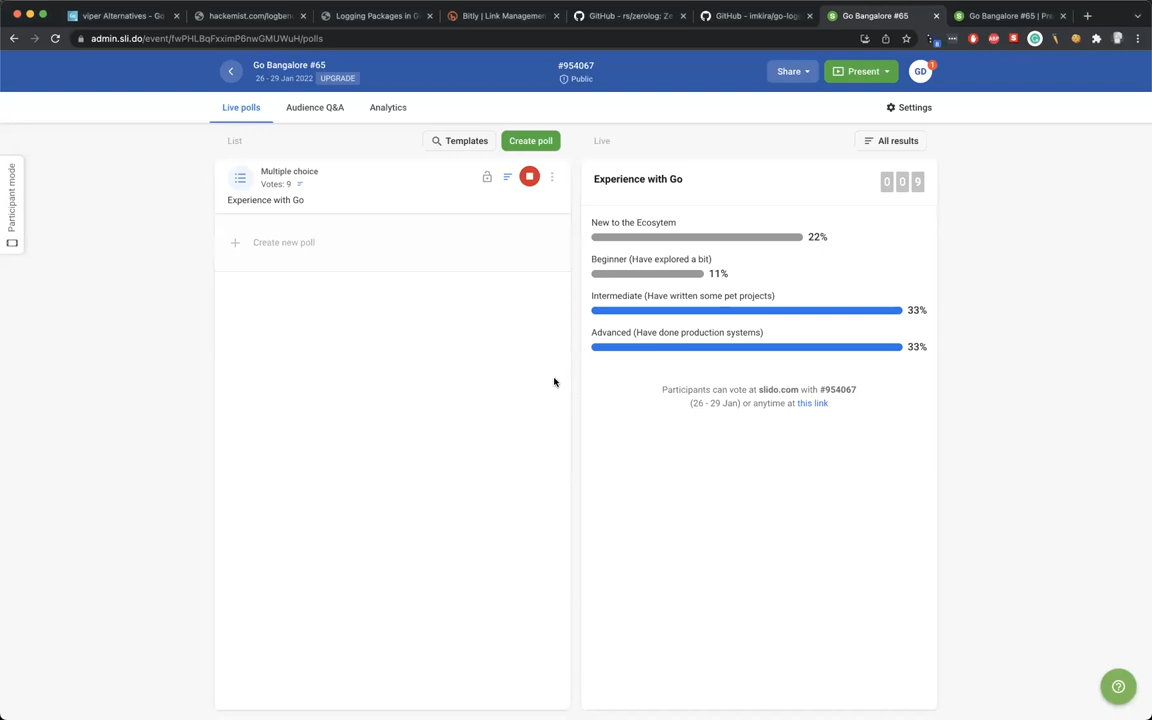 viper Alternatives - Go
hackemist.com/logben
Logging Packages in G
Bitly | Link Managemen
GitHub - rs/zerolog: Ze
GitHub - imkira/go-log
Go Bangalore #65
Go Bangalore #65 | Pre
admin.sli.do/event/fwPHLBqFxximP6nwGMUWuH/polls
Go Bangalore #65
26 - 29 Jan 2022 UPGRADE
#954067
Public
Share
Present
GD
1
Live polls
Audience Q&A
Analytics
Settings
Participant mode
List
Templates
Create poll
Multiple choice
Votes: 9
Experience with Go
Create new poll
Live
All results
Experience with Go
0 0 9
New to the Ecosytem
22%
Beginner (Have explored a bit)
11%
Intermediate (Have written some pet projects)
33%
Advanced (Have done production systems)
33%
Participants can vote at slido.com with #954067
(26 - 29 Jan) or anytime at this link